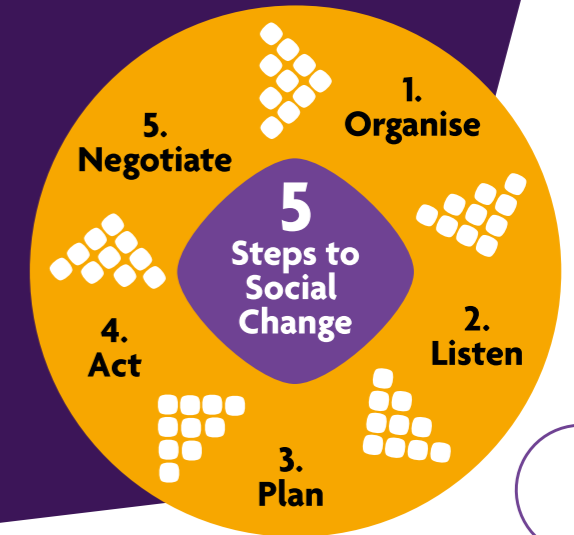 5
Steps to
Social
Change
1.
Organise
2.
Listen
3.
Plan
4.
Act
5.
Negotiate